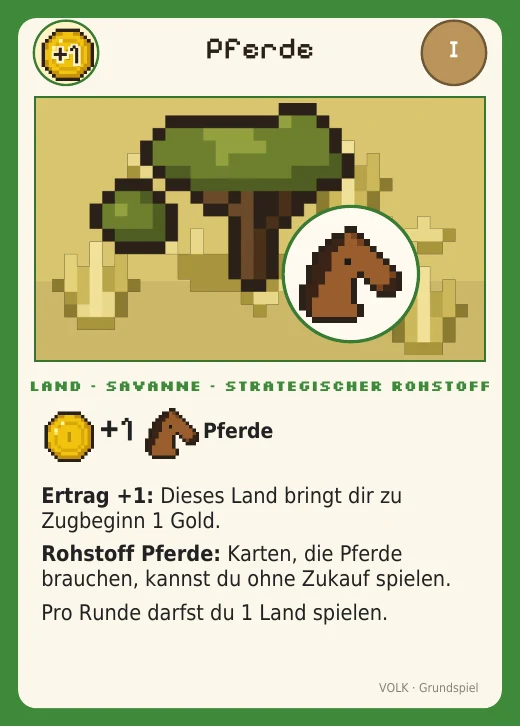 +1
Pferde
I
LAND · SAVANNE · STRATEGISCHER ROHSTOFF
+1 Pferde
Ertrag +1: Dieses Land bringt dir zu
Zugbeginn 1 Gold.
Rohstoff Pferde: Karten, die Pferde
brauchen, kannst du ohne Zukauf spielen.
Pro Runde darfst du 1 Land spielen.
VOLK · Grundspiel